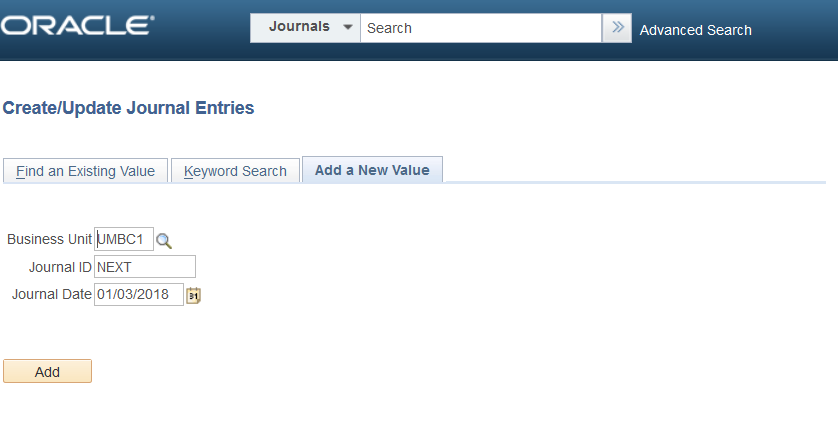 ORACLE
Journals Search Advanced Search
Create/Update Journal Entries
Find an Existing Value Keyword Search Add a New Value
Business Unit UMBC1
Journal ID NEXT
Journal Date 01/03/2018 31
Add